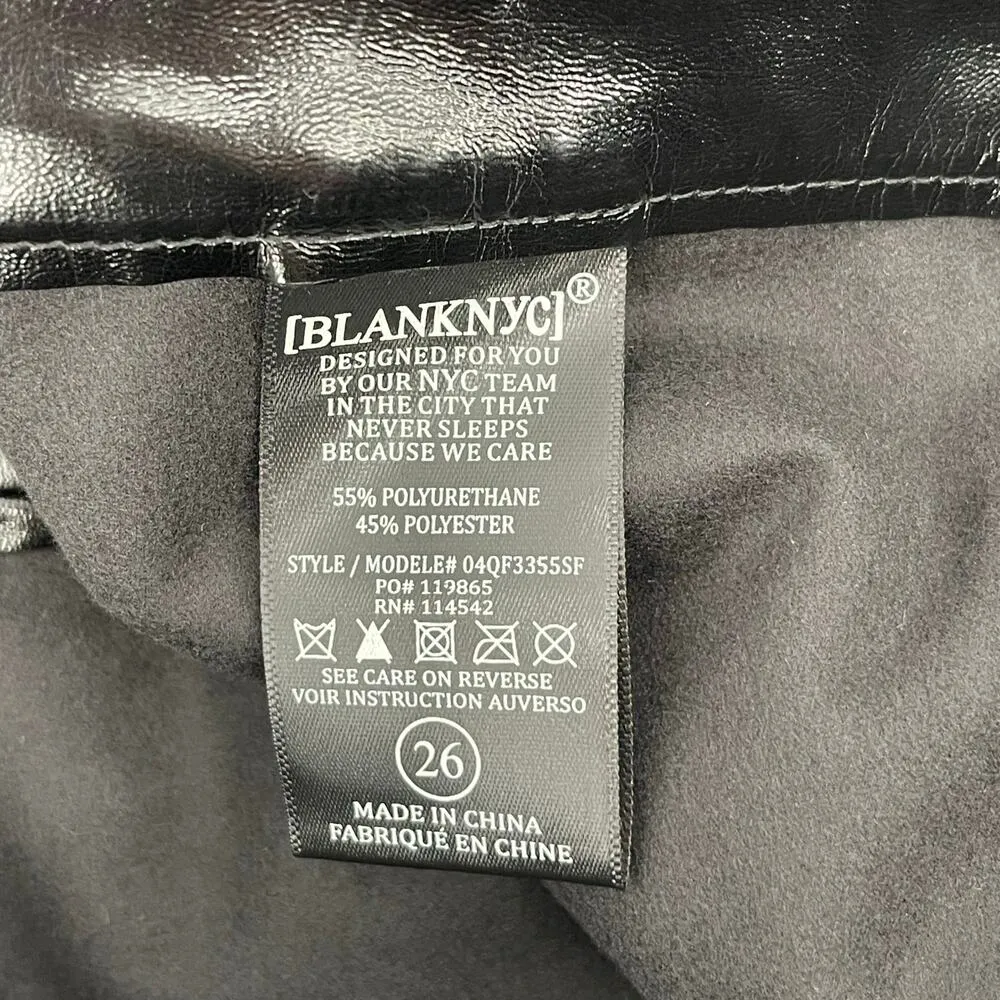 [BLANKNYC]®
DESIGNED FOR YOU
BY OUR NYC TEAM
IN THE CITY THAT
NEVER SLEEPS
BECAUSE WE CARE
55% POLYURETHANE
45% POLYESTER
STYLE / MODELE# 04QF3355SF
PO# 119865
RN# 114542
SEE CARE ON REVERSE
VOIR INSTRUCTION AUVERSO
26
MADE IN CHINA
FABRIQUÉ EN CHINE